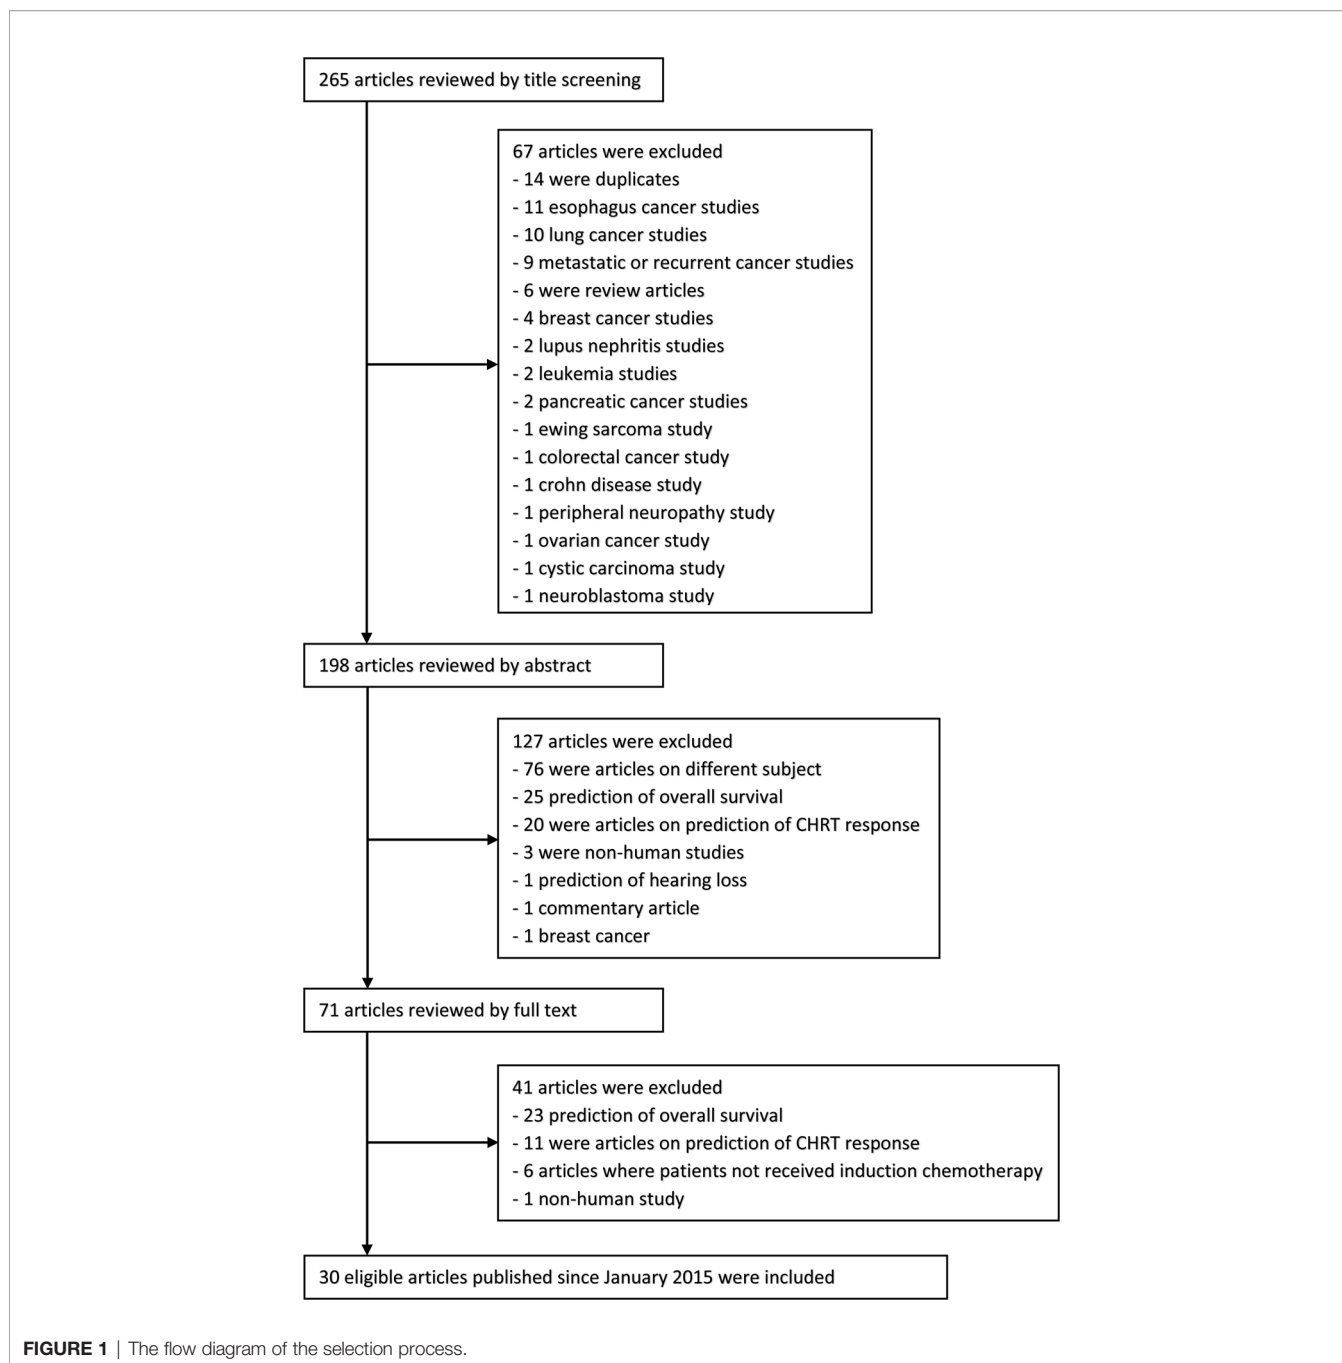 265 articles reviewed by title screening
67 articles were excluded
- 14 were duplicates
- 11 esophagus cancer studies
- 10 lung cancer studies
- 9 metastatic or recurrent cancer studies
- 6 were review articles
- 4 breast cancer studies
- 2 lupus nephritis studies
- 2 leukemia studies
- 2 pancreatic cancer studies
- 1 ewing sarcoma study
- 1 colorectal cancer study
- 1 crohn disease study
- 1 peripheral neuropathy study
- 1 ovarian cancer study
- 1 cystic carcinoma study
- 1 neuroblastoma study
198 articles reviewed by abstract
127 articles were excluded
- 76 were articles on different subject
- 25 prediction of overall survival
- 20 were articles on prediction of CHRT response
- 3 were non-human studies
- 1 prediction of hearing loss
- 1 commentary article
- 1 breast cancer
71 articles reviewed by full text
41 articles were excluded
- 23 prediction of overall survival
- 11 were articles on prediction of CHRT response
- 6 articles where patients not received induction chemotherapy
- 1 non-human study
30 eligible articles published since January 2015 were included
FIGURE 1 | The flow diagram of the selection process.